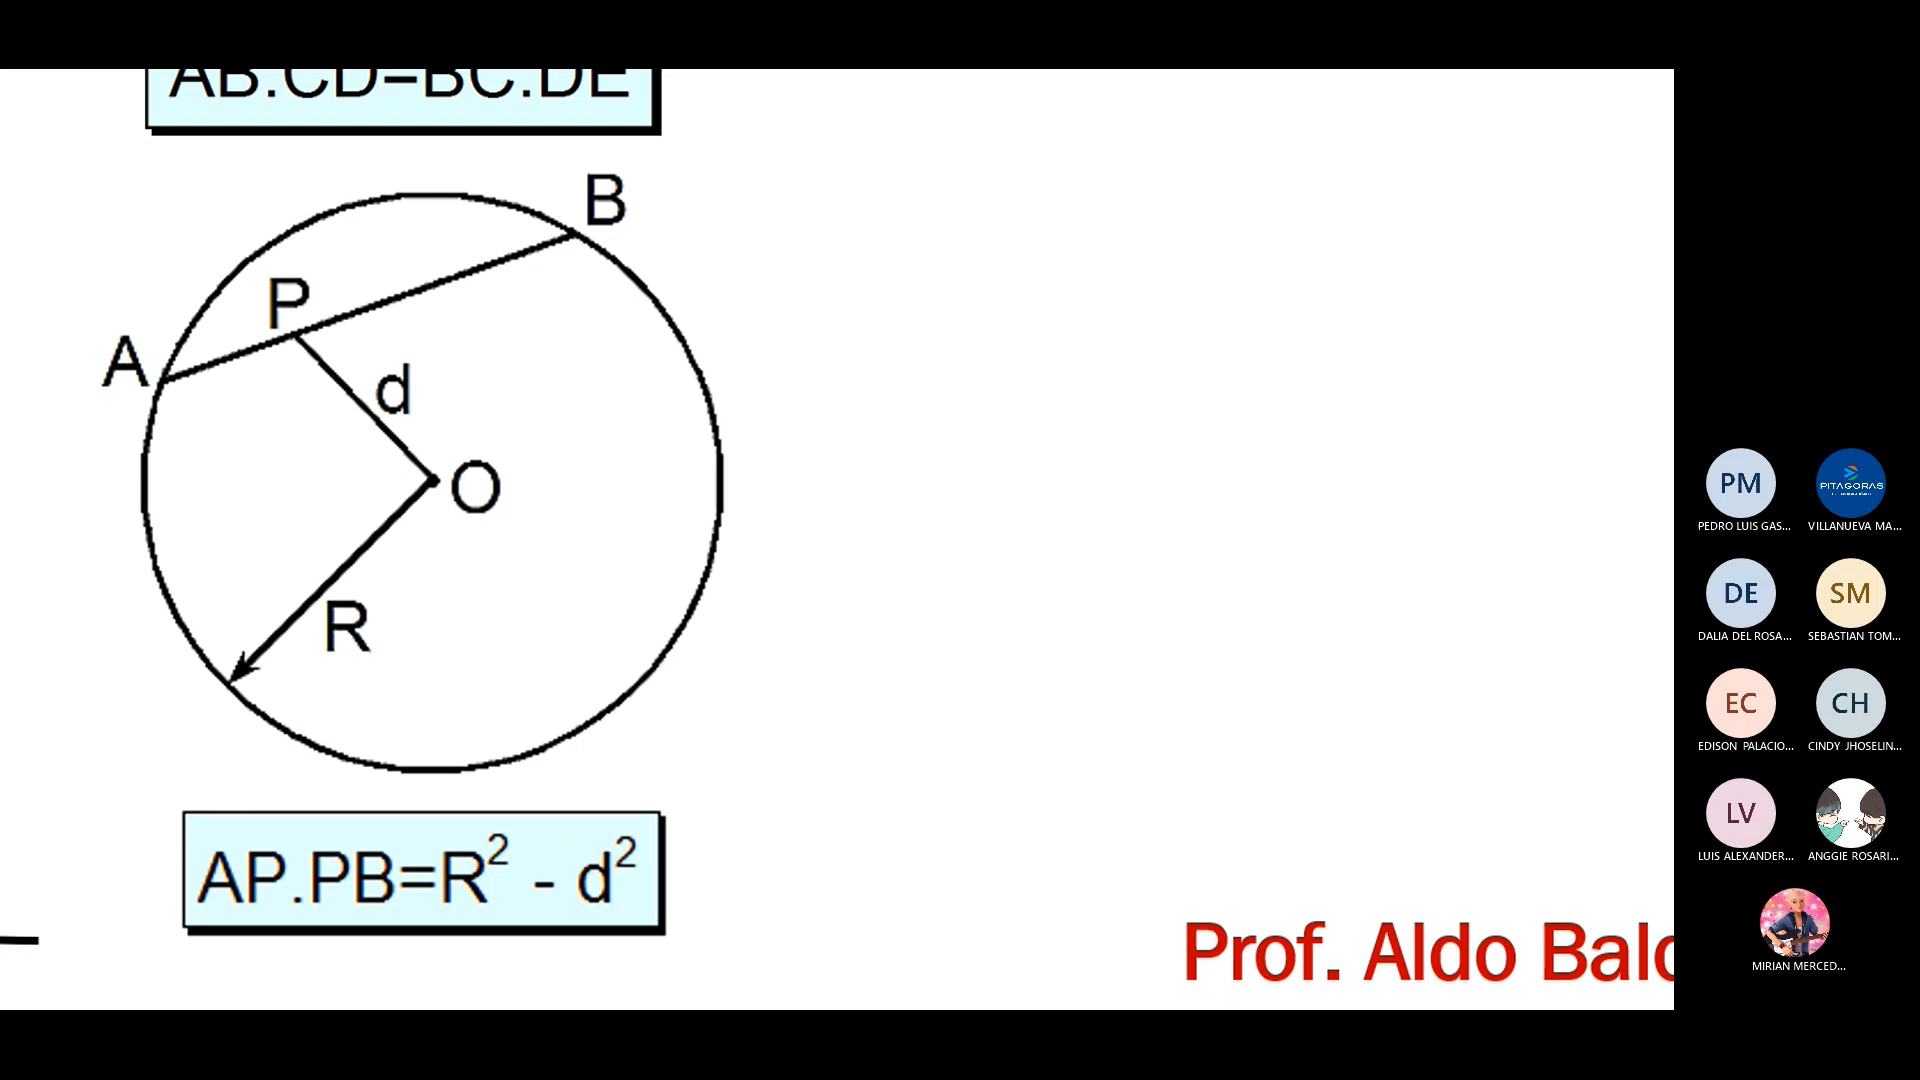 AB.CD=BC.DE
B
P
A
d
O
R
AP.PB=R² - d²
Prof. Aldo Bald
PM
PEDRO LUIS GAS...
PITAGORAS
VILLANUEVA MA...
DE
DALIA DEL ROSA...
SM
SEBASTIAN TOM...
EC
EDISON PALACIO...
CH
CINDY JHOSELIN...
LV
LUIS ALEXANDER...
ANGGIE ROSARI...
MIRIAN MERCED...